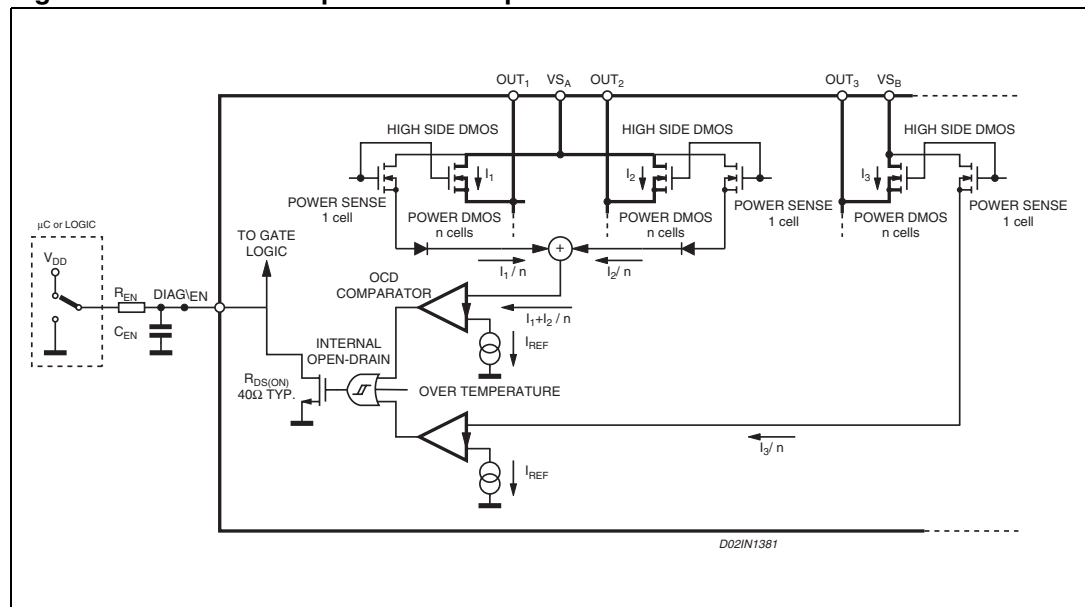 OUT1 VSA OUT2 OUT3 VSB
HIGH SIDE DMOS
HIGH SIDE DMOS
HIGH SIDE DMOS
I1
I2
I3
POWER SENSE
1 cell
POWER DMOS
n cells
POWER DMOS
n cells
POWER SENSE
1 cell
POWER DMOS
n cells
POWER SENSE
1 cell
µC or LOGIC
VDD
REN
CEN
DIAG\EN
TO GATE
LOGIC
+
I1 / n
I2/ n
OCD
COMPARATOR
I1+I2 / n
IREF
INTERNAL
OPEN-DRAIN
RDS(ON)
40Ω TYP.
OVER TEMPERATURE
I3/ n
IREF
D02IN1381